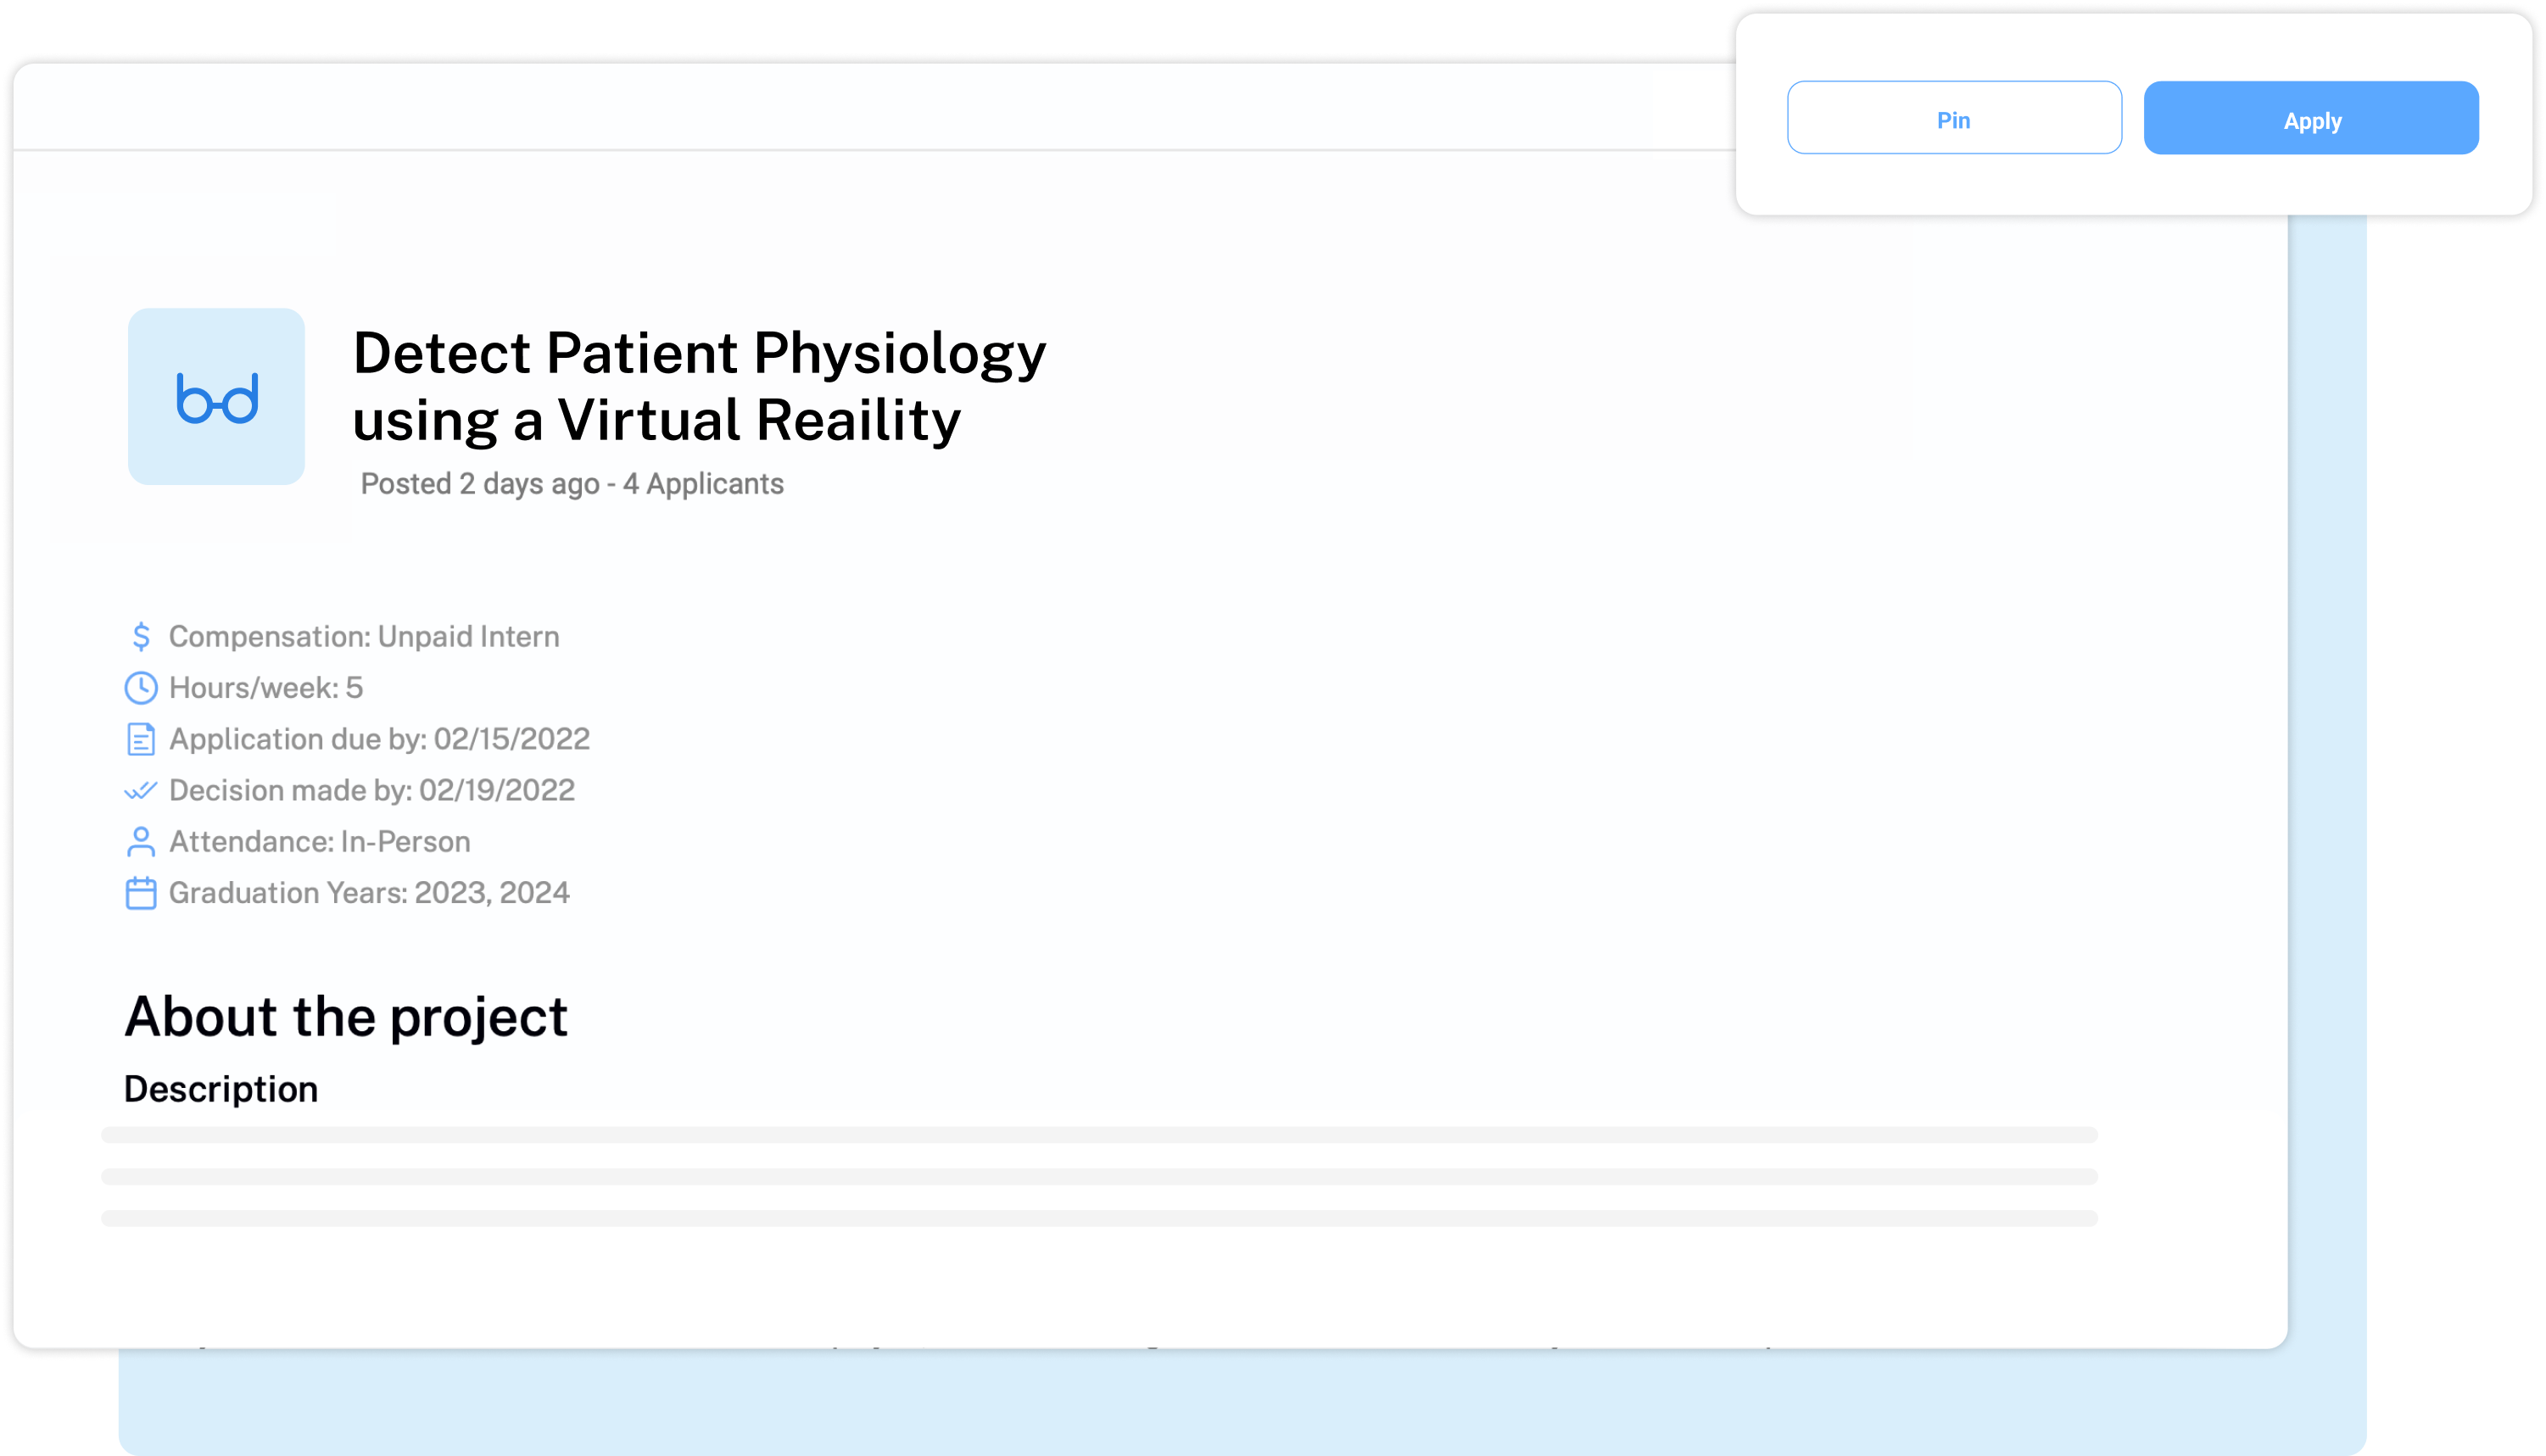 Pin
Apply
Detect Patient Physiology
using a Virtual Reaility
Posted 2 days ago - 4 Applicants
Compensation: Unpaid Intern
Hours/week: 5
Application due by: 02/15/2022
Decision made by: 02/19/2022
Attendance: In-Person
Graduation Years: 2023, 2024
About the project
Description